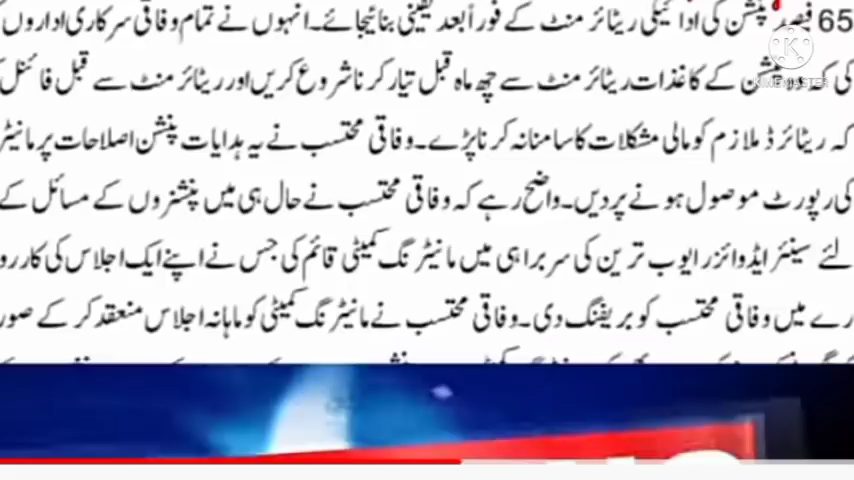 65 فیصد پنشن کی ادائیگی ریٹائرمنٹ کے فوراً بعد یقینی بنائیجائے۔ انہوں نے تمام وفاقی سرکاری اداروں
کی کہ وہ پنشن کے کاغذات ریٹائرمنٹ سے چھ ماہ قبل تیار کرنا شروع کریں اور ریٹائرمنٹ سے قبل فائنل
کہ ریٹائرڈ ملازم کو مالی مشکلات کا سامنا نہ کرنا پڑے۔ وفاقی محتسب نے یہ ہدایات پنشن اصلاحات پر مانیٹر
کی رپورٹ موصول ہونے پر دیں۔ واضح رہے کہ وفاقی محتسب نے حال ہی میں پنشنروں کے مسائل کے
لئے سینئر ایڈوائزر ایوب ترین کی سربراہی میں مانیٹرنگ کمیٹی قائم کی جس نے اپنے ایک اجلاس کی کاررو
رے میں وفاقی محتسب کو بریفنگ دی۔ وفاقی محتسب نے مانیٹرنگ کمیٹی کو ماہانہ اجلاس منعقد کر کے صور
KINEMASTER